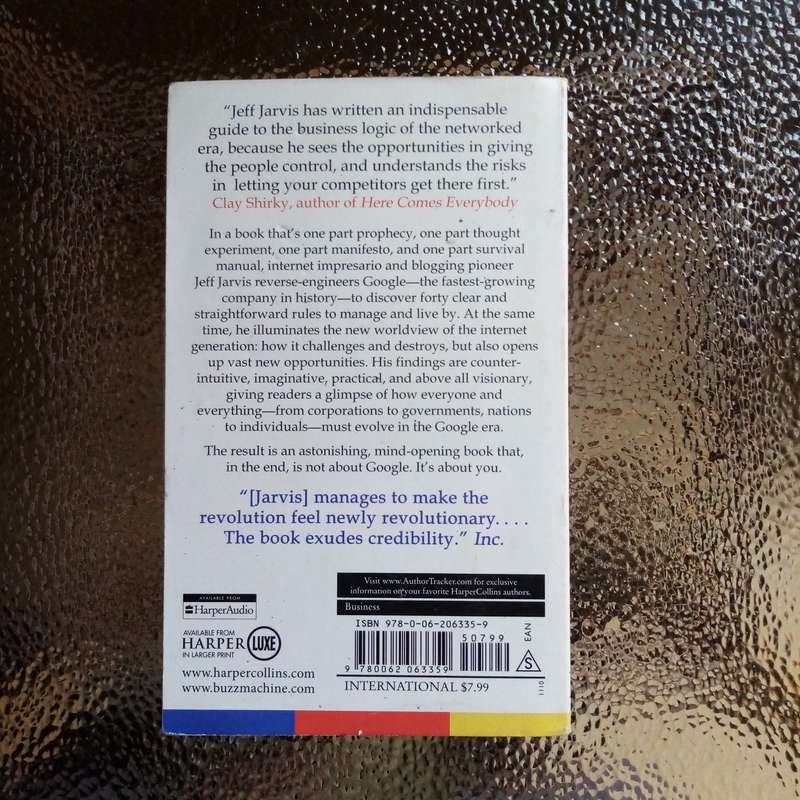 “Jeff Jarvis has written an indispensable
guide to the business logic of the networked
era, because he sees the opportunities in giving
the people control, and understands the risks
in letting your competitors get there first.”
Clay Shirky, author of Here Comes Everybody
In a book that’s one part prophecy, one part thought
experiment, one part manifesto, and one part survival
manual, internet impresario and blogging pioneer
Jeff Jarvis reverse-engineers Google—the fastest-growing
company in history—to discover forty clear and
straightforward rules to manage and live by. At the same
time, he illuminates the new worldview of the internet
generation: how it challenges and destroys, but also opens
up vast new opportunities. His findings are counter-
intuitive, imaginative, practical, and above all visionary,
giving readers a glimpse of how everyone and
everything—from corporations to governments, nations
to individuals—must evolve in the Google era.
The result is an astonishing, mind-opening book that,
in the end, is not about Google. It’s about you.
“[Jarvis] manages to make the
revolution feel newly revolutionary. . . .
The book exudes credibility.” Inc.
AVAILABLE FROM
HarperAudio
AVAILABLE FROM
HARPER LUXE
IN LARGER PRINT
www.harpercollins.com
www.buzzmachine.com
Visit www.AuthorTracker.com for exclusive
information on your favorite HarperCollins authors.
Business
ISBN 978-0-06-206335-9
50799
EAN
S
9 780062 063359
INTERNATIONAL $7.99
1110